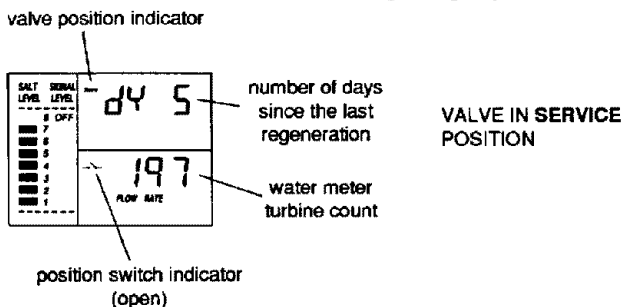 valve position indicator
SALT LEVEL SIGNAL LEVEL
8 OFF
7
6
5
4
3
2
1
dY 5
197
FLOW RATE
number of days
since the last
regeneration
water meter
turbine count
VALVE IN SERVICE
POSITION
position switch indicator
(open)